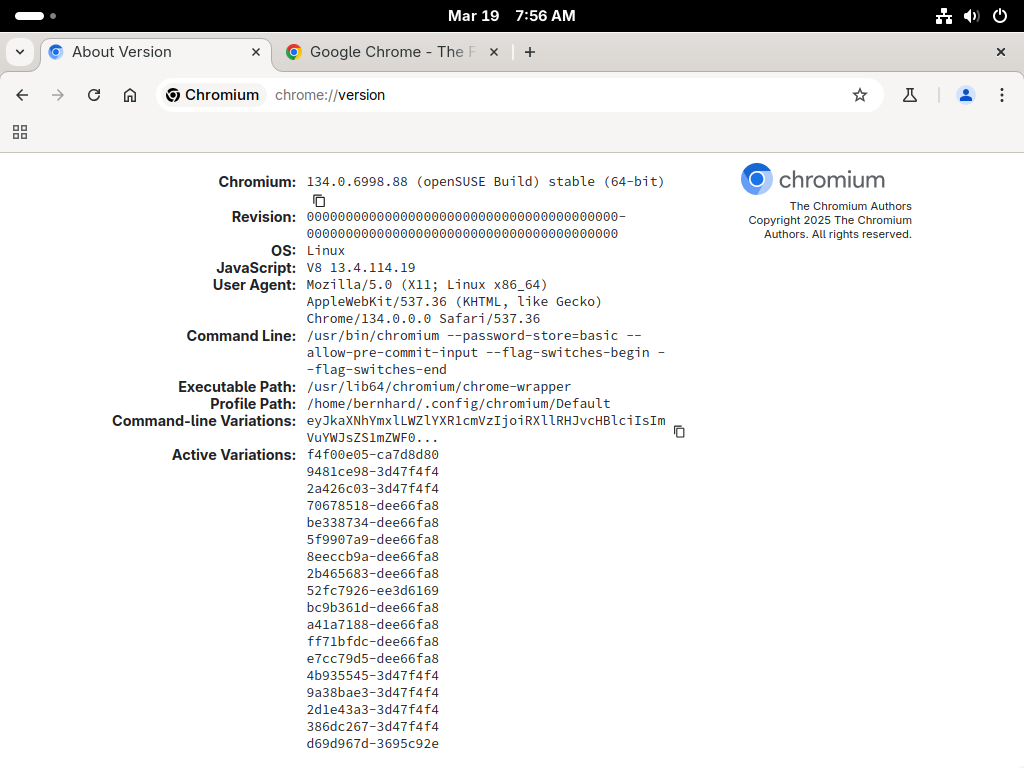 Mar 19 7:56 AM
About Version
Google Chrome - The F
Chromium chrome://version
Chromium: 134.0.6998.88 (openSUSE Build) stable (64-bit)
Revision: 0000000000000000000000000000000000000000-
0000000000000000000000000000000000000000
OS: Linux
JavaScript: V8 13.4.114.19
User Agent: Mozilla/5.0 (X11; Linux x86_64)
AppleWebKit/537.36 (KHTML, like Gecko)
Chrome/134.0.0.0 Safari/537.36
Command Line: /usr/bin/chromium --password-store=basic --
allow-pre-commit-input --flag-switches-begin -
-flag-switches-end
Executable Path: /usr/lib64/chromium/chrome-wrapper
Profile Path: /home/bernhard/.config/chromium/Default
Command-line Variations: eyJkaXNhYmxlLWZlYXR1cmVzIjoiRXllRHJvcHBlciIsIm
VuYWJsZS1mZWF0...
Active Variations: f4f00e05-ca7d8d80
9481ce98-3d47f4f4
2a426c03-3d47f4f4
70678518-dee66fa8
be338734-dee66fa8
5f9907a9-dee66fa8
8eeccb9a-dee66fa8
2b465683-dee66fa8
52fc7926-ee3d6169
bc9b361d-dee66fa8
a41a7188-dee66fa8
ff71bfdc-dee66fa8
e7cc79d5-dee66fa8
4b935545-3d47f4f4
9a38bae3-3d47f4f4
2d1e43a3-3d47f4f4
386dc267-3d47f4f4
d69d967d-3695c92e
chromium
The Chromium Authors
Copyright 2025 The Chromium
Authors. All rights reserved.